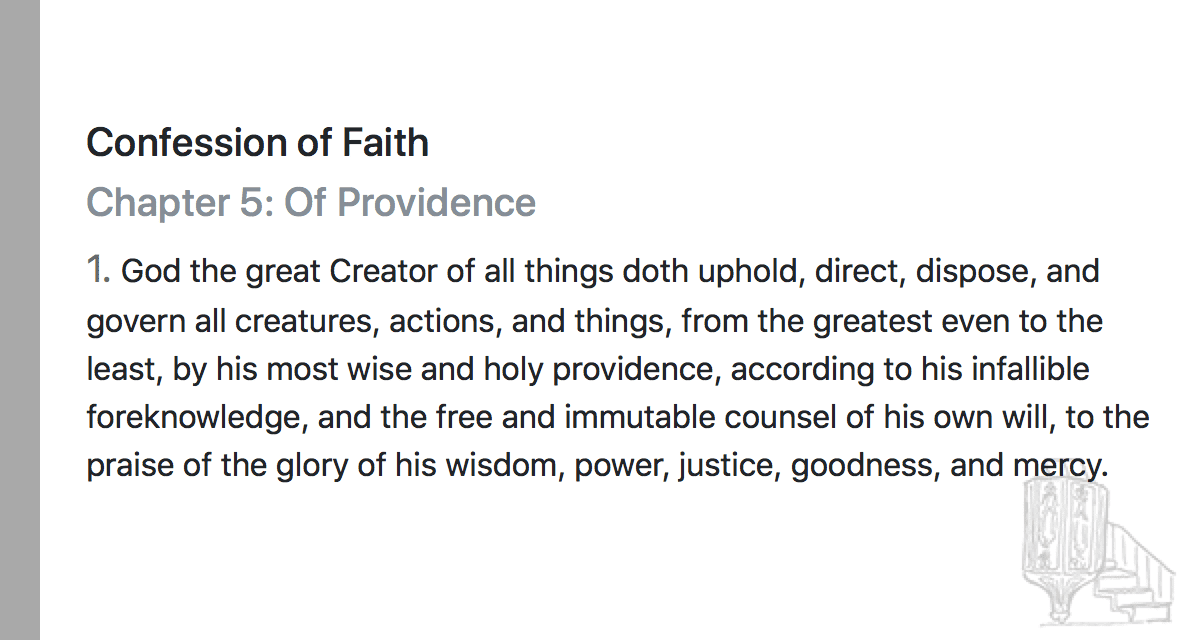 Confession of Faith
Chapter 5: Of Providence
1. God the great Creator of all things doth uphold, direct, dispose, and
govern all creatures, actions, and things, from the greatest even to the
least, by his most wise and holy providence, according to his infallible
foreknowledge, and the free and immutable counsel of his own will, to the
praise of the glory of his wisdom, power, justice, goodness, and mercy.